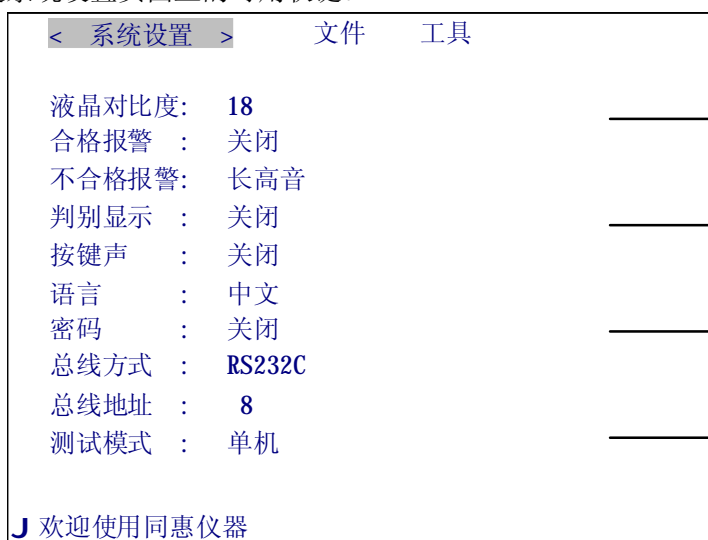 < 系统设置 > 文件 工具
液晶对比度: 18
合格报警 : 关闭
不合格报警: 长高音
判别显示 : 关闭
按键声 : 关闭
语言 : 中文
密码 : 关闭
总线方式 : RS232C
总线地址 : 8
测试模式 : 单机
J 欢迎使用同惠仪器